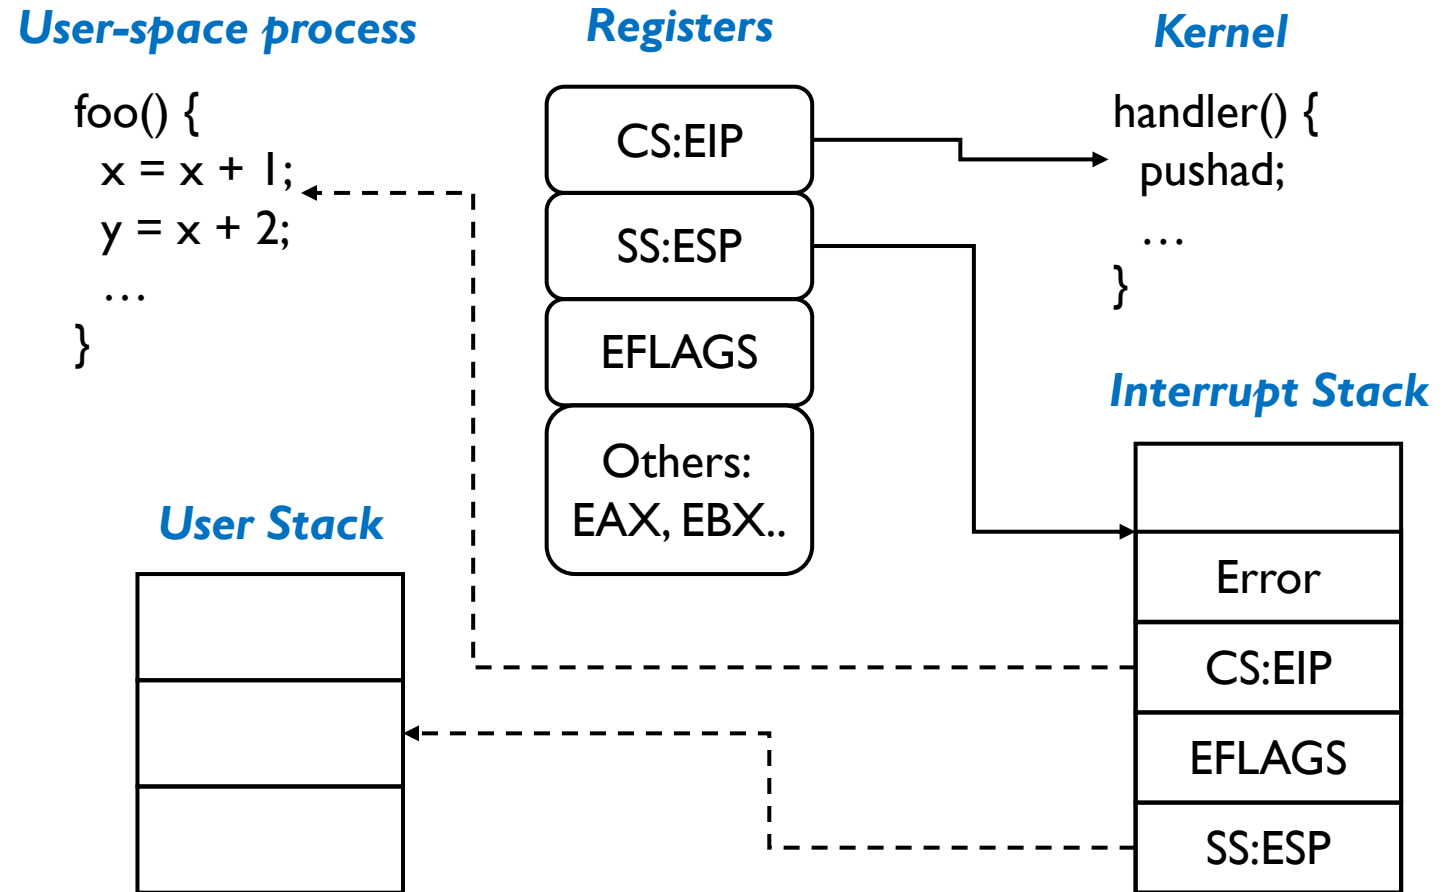 User-space process
foo() {
x = x + 1;
y = x + 2;
…
}
Registers
CS:EIP
SS:ESP
EFLAGS
Others:
EAX, EBX..
Kernel
handler() {
pushad;
…
}
User Stack
Interrupt Stack
Error
CS:EIP
EFLAGS
SS:ESP